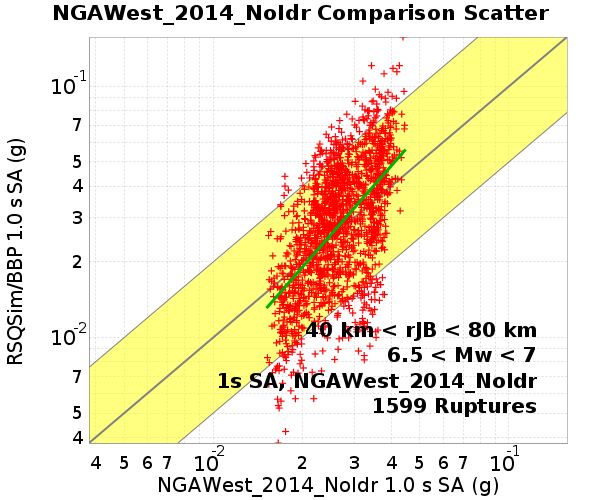 NGAWest_2014_NoIdr Comparison Scatter
10-1
7
5
4
3
2
10-2
7
5
4
RSQSim/BBP 1.0 s SA (g)
40 km < rJB < 80 km
6.5 < Mw < 7
1s SA, NGAWest_2014_NoIdr
1599 Ruptures
4 5 6 7 10-2 2 3 4 5 6 7 10-1
NGAWest_2014_NoIdr 1.0 s SA (g)